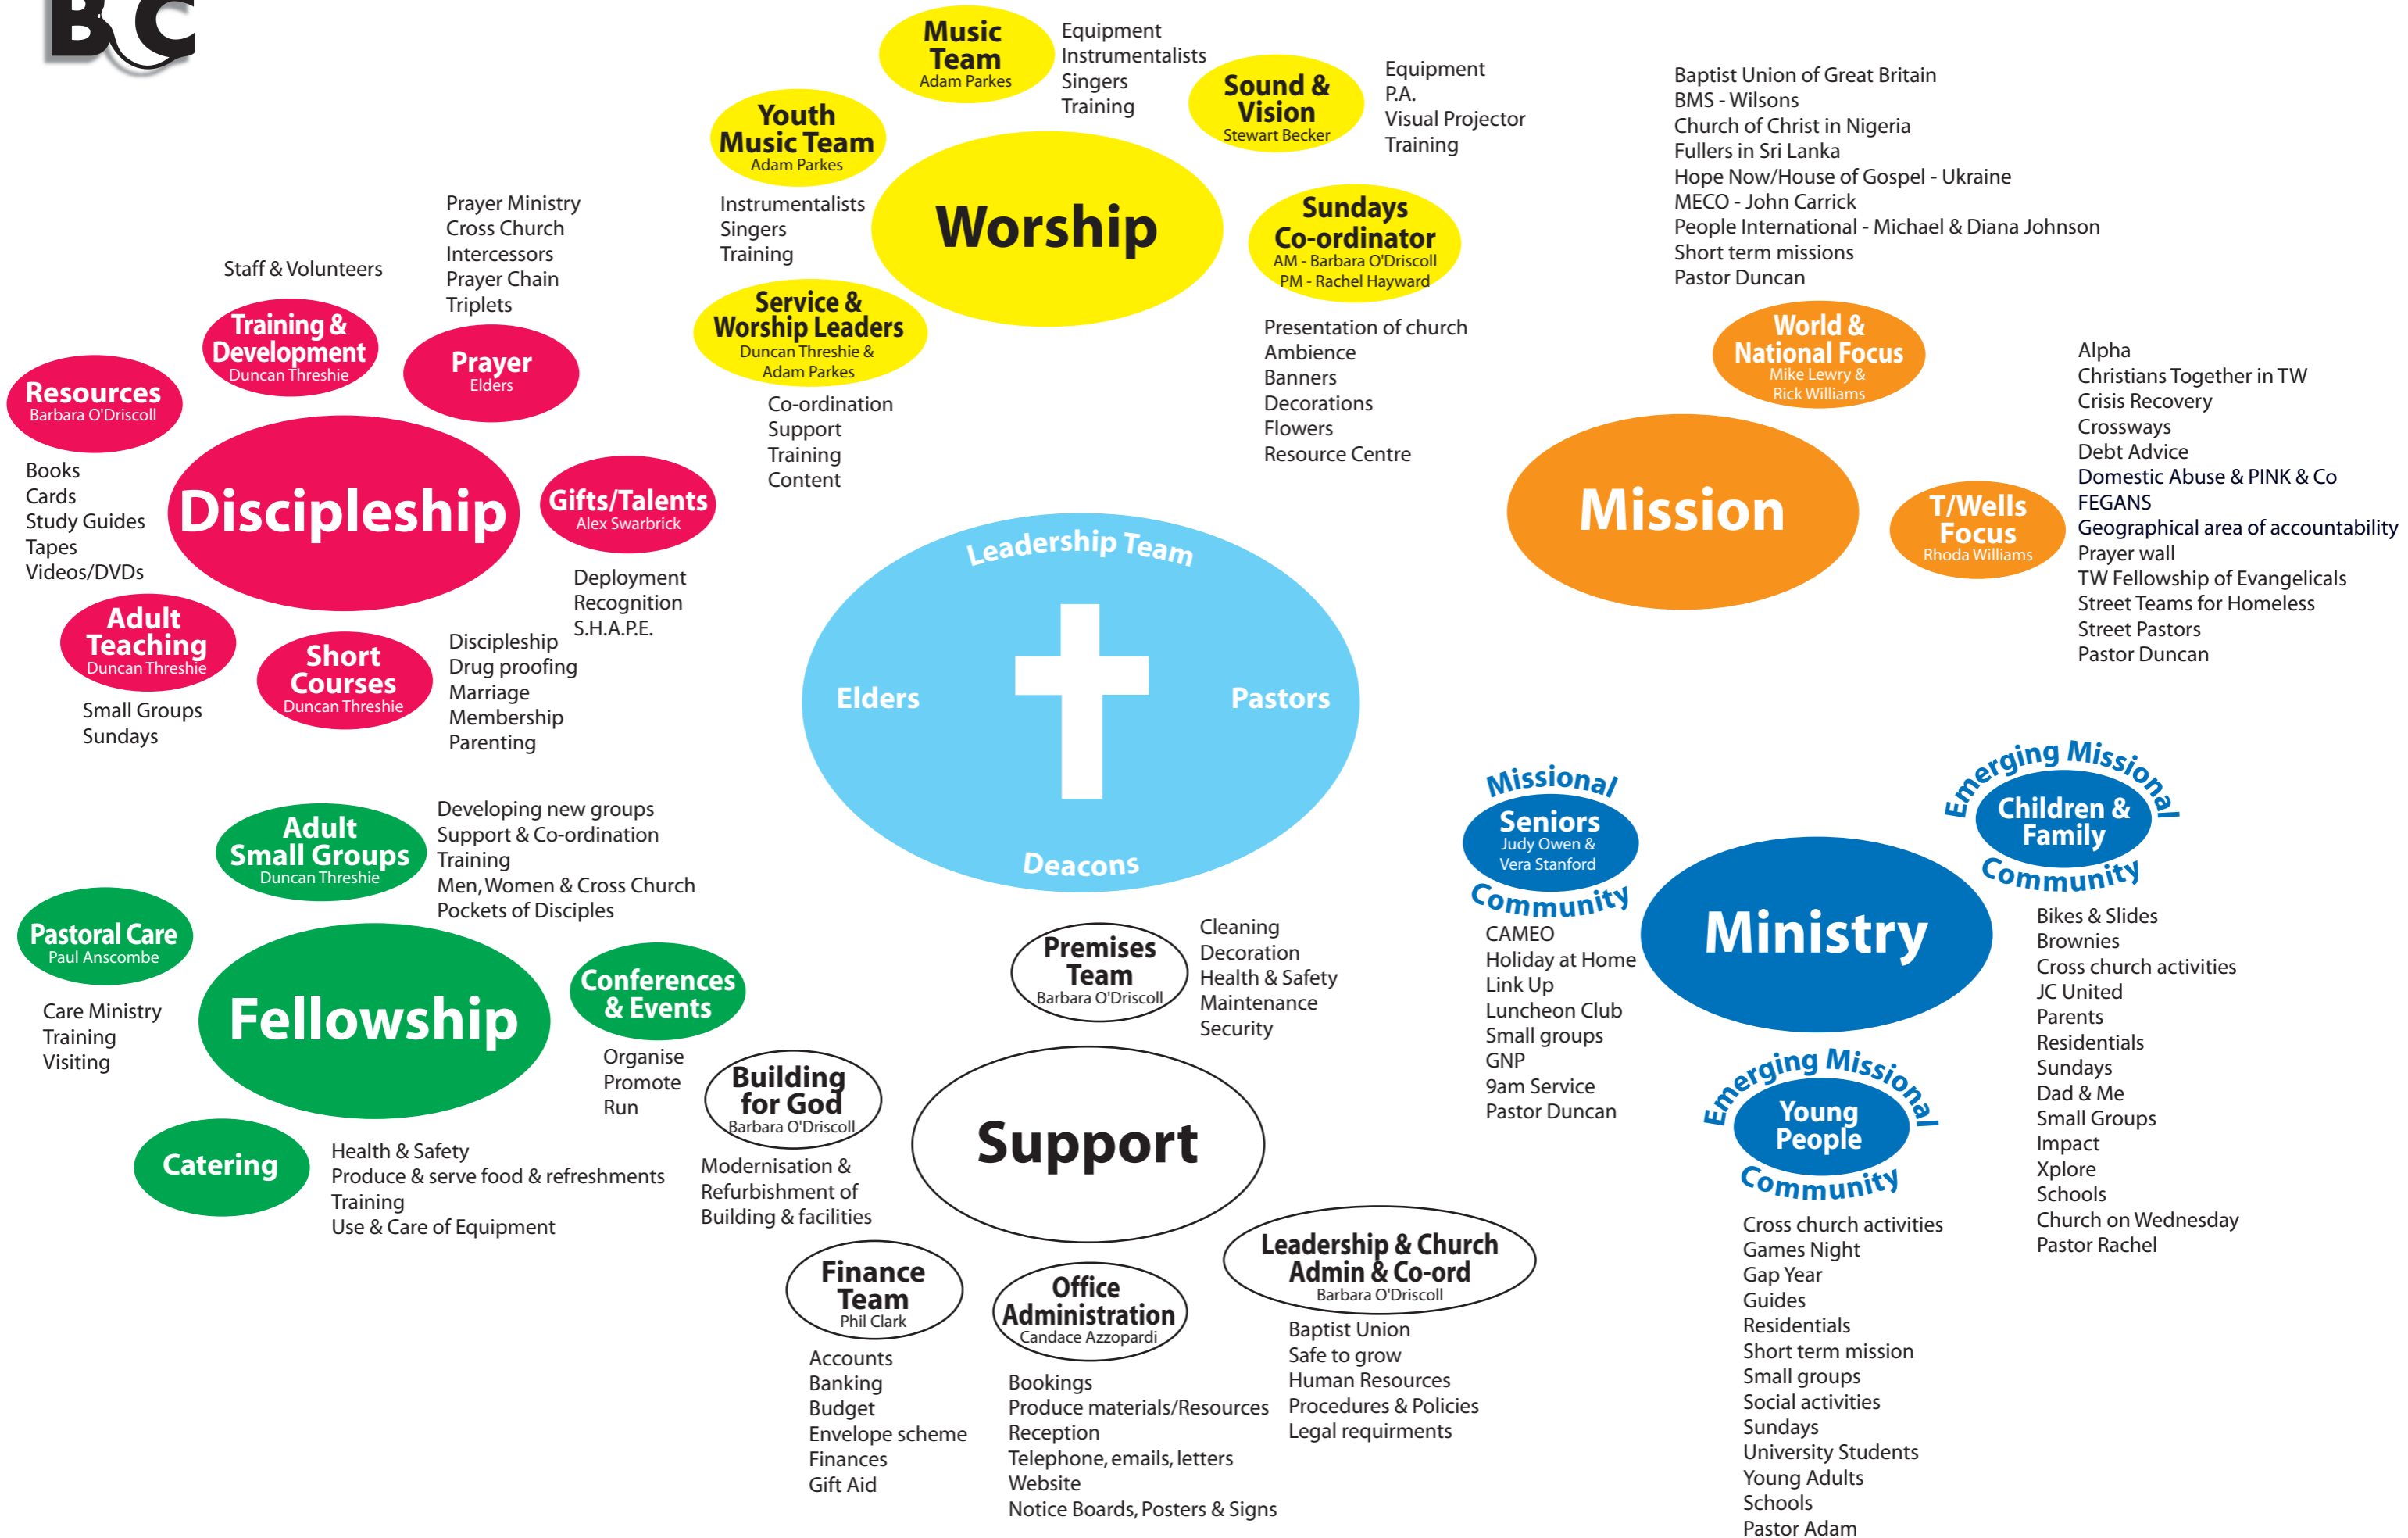 BC
Music
Team
Adam Parkes
Equipment
Instrumentalists
Singers
Training
Sound &
Vision
Stewart Becker
Equipment
P.A.
Visual Projector
Training
Youth
Music Team
Adam Parkes
Instrumentalists
Singers
Training
Worship
Sundays
Co-ordinator
AM - Barbara O'Driscoll
PM - Rachel Hayward
Presentation of church
Ambience
Banners
Decorations
Flowers
Resource Centre
Service &
Worship Leaders
Duncan Threshie &
Adam Parkes
Co-ordination
Support
Training
Content
Baptist Union of Great Britain
BMS - Wilsons
Church of Christ in Nigeria
Fullers in Sri Lanka
Hope Now/House of Gospel - Ukraine
MECO - John Carrick
People International - Michael & Diana Johnson
Short term missions
Pastor Duncan
World &
National Focus
Mike Lewry &
Rick Williams
Mission
T/Wells
Focus
Rhoda Williams
Alpha
Christians Together in TW
Crisis Recovery
Crossways
Debt Advice
Domestic Abuse & PINK & Co
FEGANS
Geographical area of accountability
Prayer wall
TW Fellowship of Evangelicals
Street Teams for Homeless
Street Pastors
Pastor Duncan
Staff & Volunteers
Training &
Development
Duncan Threshie
Prayer Ministry
Cross Church
Intercessors
Prayer Chain
Triplets
Prayer
Elders
Resources
Barbara O'Driscoll
Books
Cards
Study Guides
Tapes
Videos/DVDs
Discipleship
Gifts/Talents
Alex Swarbrick
Deployment
Recognition
S.H.A.P.E.
Adult
Teaching
Duncan Threshie
Small Groups
Sundays
Short
Courses
Duncan Threshie
Discipleship
Drug proofing
Marriage
Membership
Parenting
Leadership Team
Elders
Pastors
Deacons
Adult
Small Groups
Duncan Threshie
Developing new groups
Support & Co-ordination
Training
Men, Women & Cross Church
Pockets of Disciples
Pastoral Care
Paul Anscombe
Care Ministry
Training
Visiting
Fellowship
Conferences
& Events
Organise
Promote
Run
Catering
Health & Safety
Produce & serve food & refreshments
Training
Use & Care of Equipment
Premises
Team
Barbara O'Driscoll
Cleaning
Decoration
Health & Safety
Maintenance
Security
Building
for God
Barbara O'Driscoll
Modernisation &
Refurbishment of
Building & facilities
Support
Finance
Team
Phil Clark
Accounts
Banking
Budget
Envelope scheme
Finances
Gift Aid
Office
Administration
Candace Azzopardi
Bookings
Produce materials/Resources
Reception
Telephone, emails, letters
Website
Notice Boards, Posters & Signs
Leadership & Church
Admin & Co-ord
Barbara O'Driscoll
Baptist Union
Safe to grow
Human Resources
Procedures & Policies
Legal requirments
Missional
Seniors
Judy Owen &
Vera Stanford
Community
CAMEO
Holiday at Home
Link Up
Luncheon Club
Small groups
GNP
9am Service
Pastor Duncan
Ministry
Emerging Missional
Children &
Family
Community
Bikes & Slides
Brownies
Cross church activities
JC United
Parents
Residentials
Sundays
Dad & Me
Small Groups
Impact
Xplore
Schools
Church on Wednesday
Pastor Rachel
Emerging Missional
Young
People
Community
Cross church activities
Games Night
Gap Year
Guides
Residentials
Short term mission
Small groups
Social activities
Sundays
University Students
Young Adults
Schools
Pastor Adam